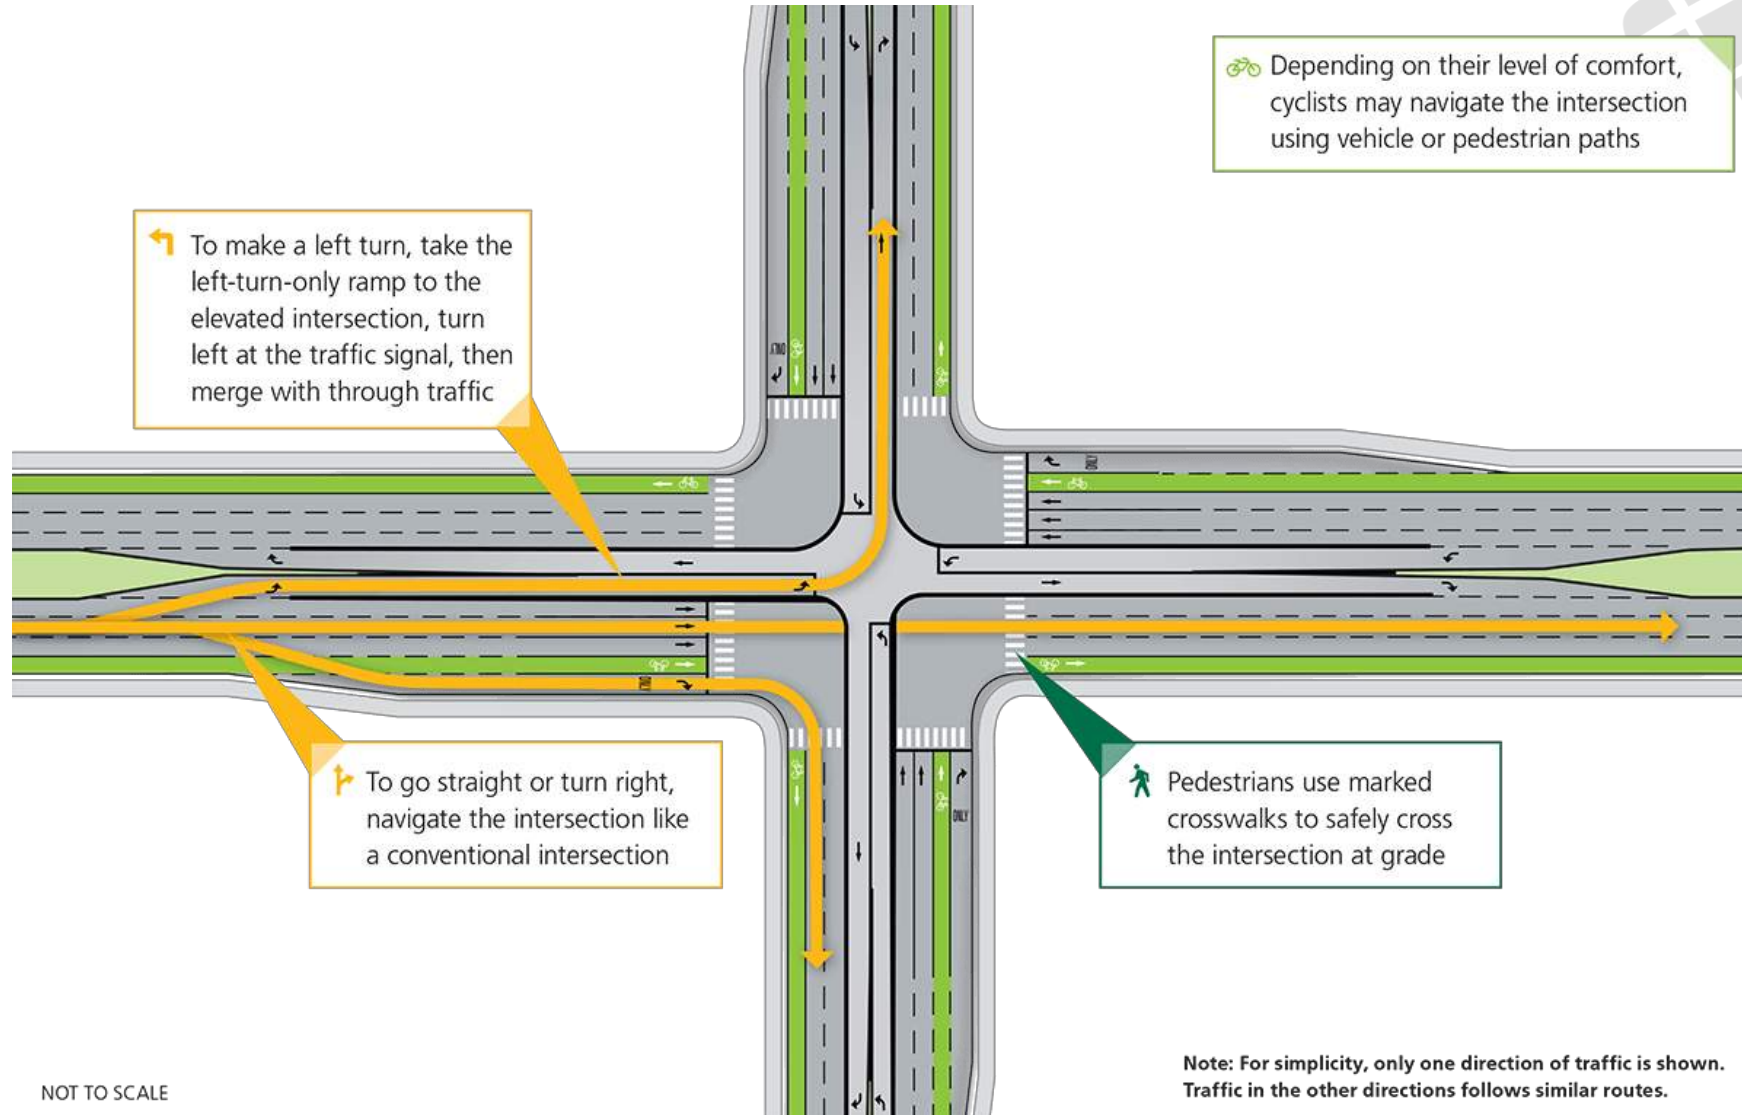 Depending on their level of comfort,
cyclists may navigate the intersection
using vehicle or pedestrian paths
To make a left turn, take the
left-turn-only ramp to the
elevated intersection, turn
left at the traffic signal, then
merge with through traffic
ONLY
ONLY
ONLY
ONLY
To go straight or turn right,
navigate the intersection like
a conventional intersection
Pedestrians use marked
crosswalks to safely cross
the intersection at grade
NOT TO SCALE
Note: For simplicity, only one direction of traffic is shown.
Traffic in the other directions follows similar routes.